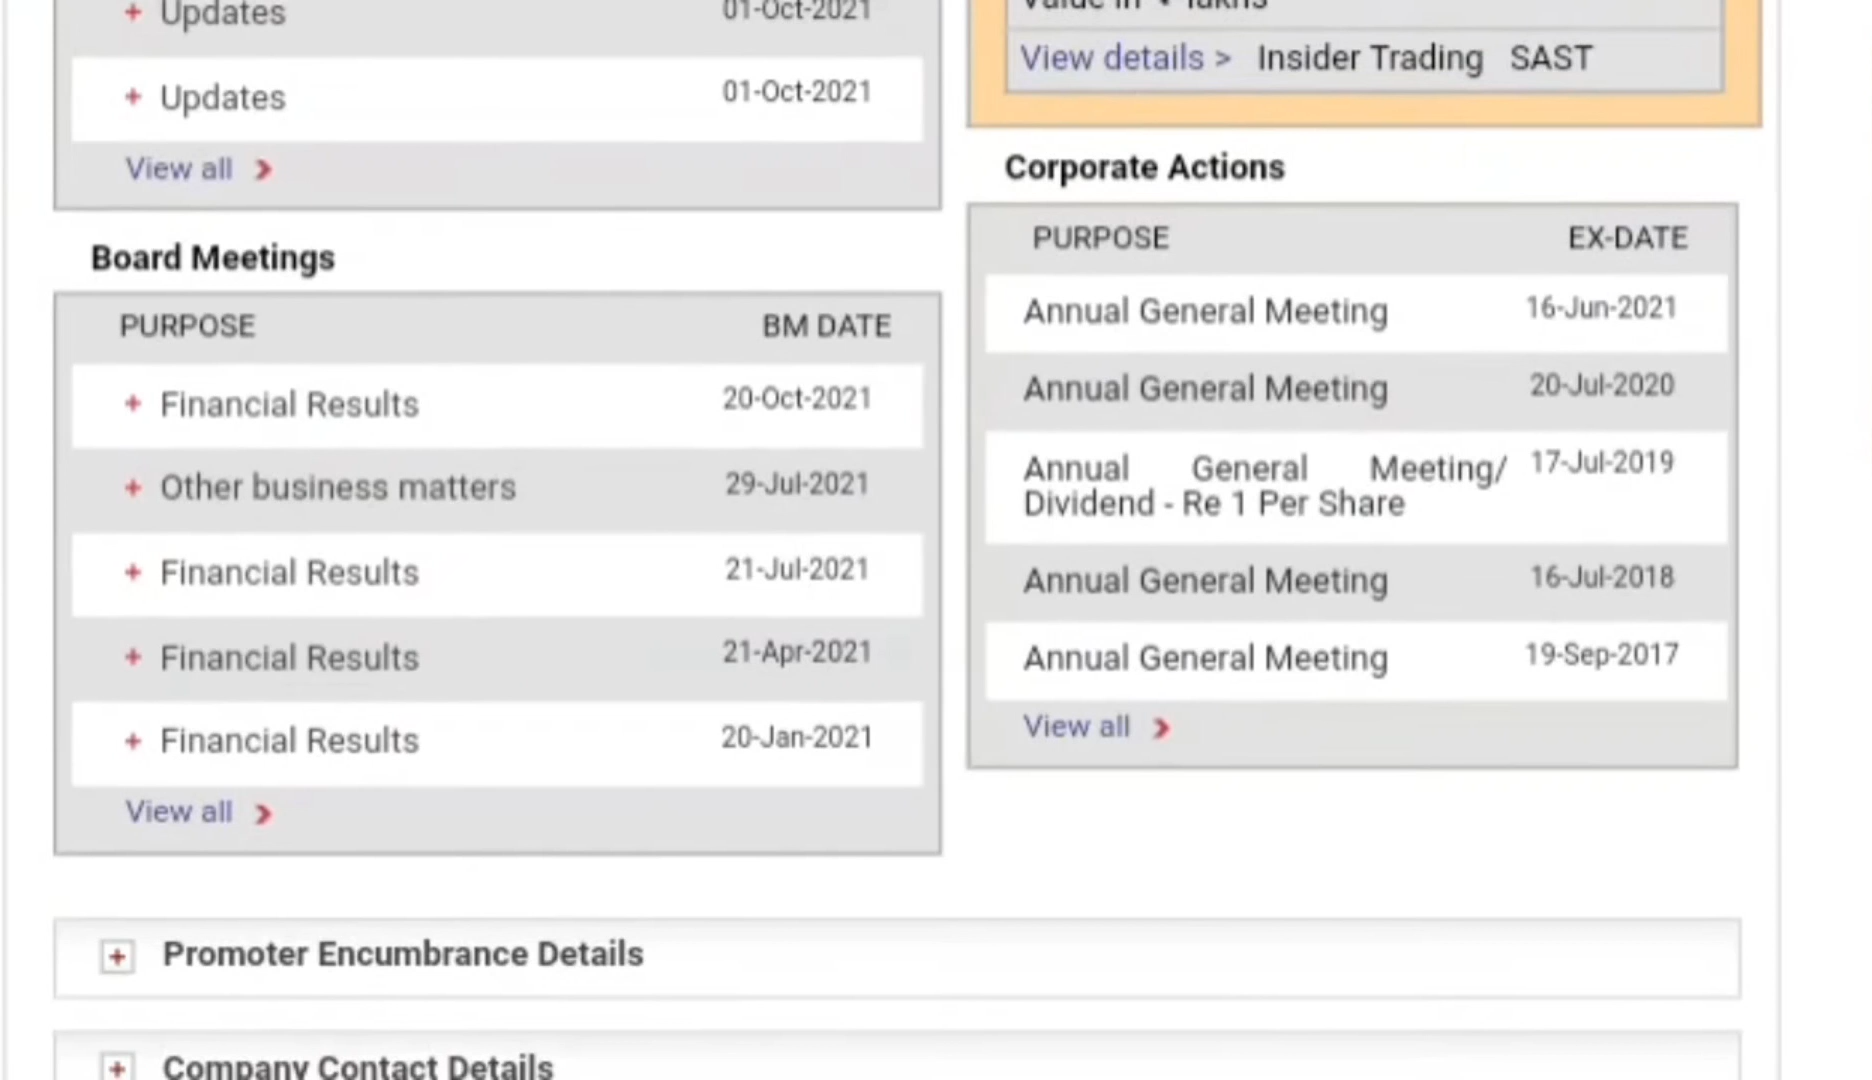 + Updates 01-Oct-2021
+ Updates 01-Oct-2021
View all
Board Meetings
PURPOSE BM DATE
+ Financial Results 20-Oct-2021
+ Other business matters 29-Jul-2021
+ Financial Results 21-Jul-2021
+ Financial Results 21-Apr-2021
+ Financial Results 20-Jan-2021
View all
Value in ₹ lakhs
View details > Insider Trading SAST
Corporate Actions
PURPOSE EX-DATE
Annual General Meeting 16-Jun-2021
Annual General Meeting 20-Jul-2020
Annual General Meeting/ 17-Jul-2019
Dividend - Re 1 Per Share
Annual General Meeting 16-Jul-2018
Annual General Meeting 19-Sep-2017
View all
+ Promoter Encumbrance Details
+ Company Contact Details